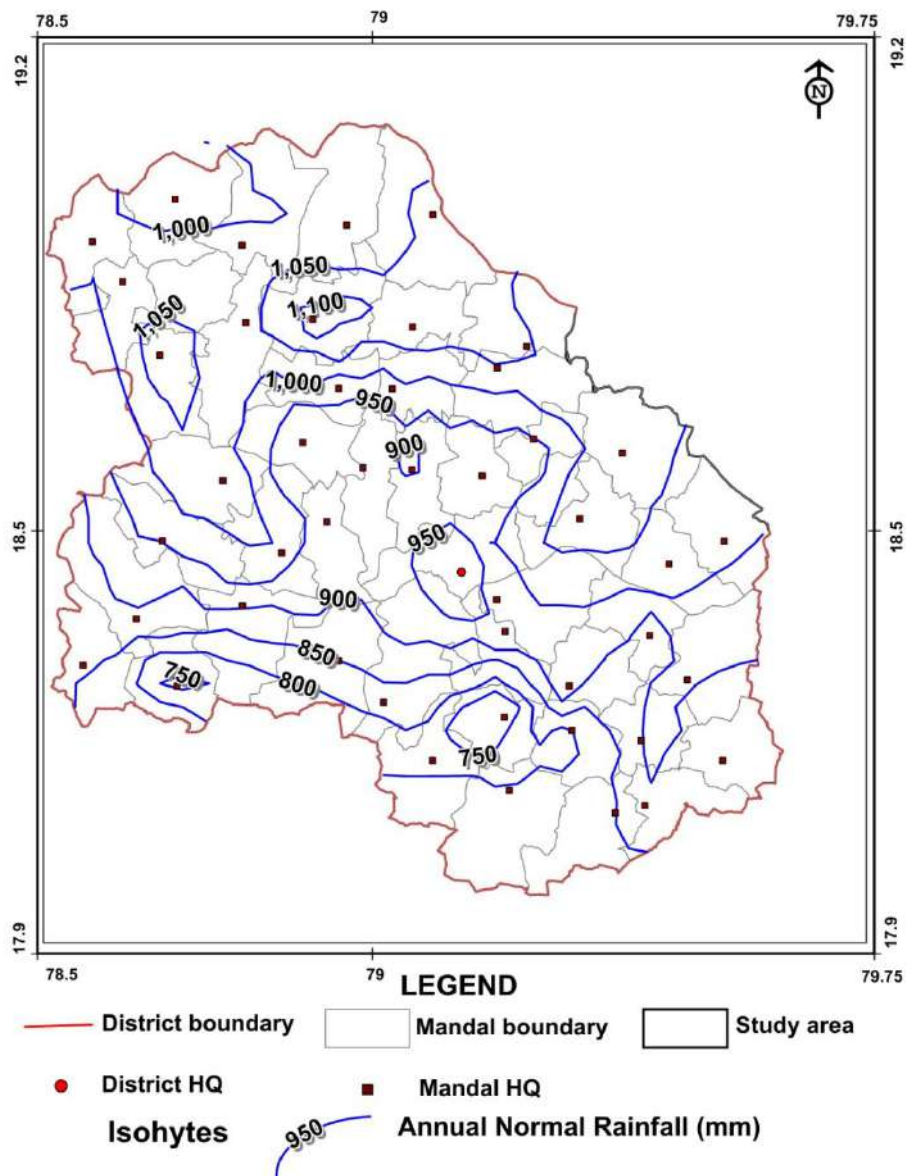 78.5 79 79.75
19.2 19.2
N
1,000
1,050
1,100
1,050
1,000
950
900
18.5 950 18.5
900
850
800
750
750
17.9 17.9
78.5 79 79.75
LEGEND
District boundary Mandal boundary Study area
District HQ Mandal HQ
Isohytes 950 Annual Normal Rainfall (mm)